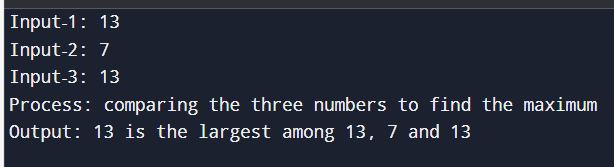 Input-1: 13
Input-2: 7
Input-3: 13
Process: comparing the three numbers to find the maximum
Output: 13 is the largest among 13, 7 and 13